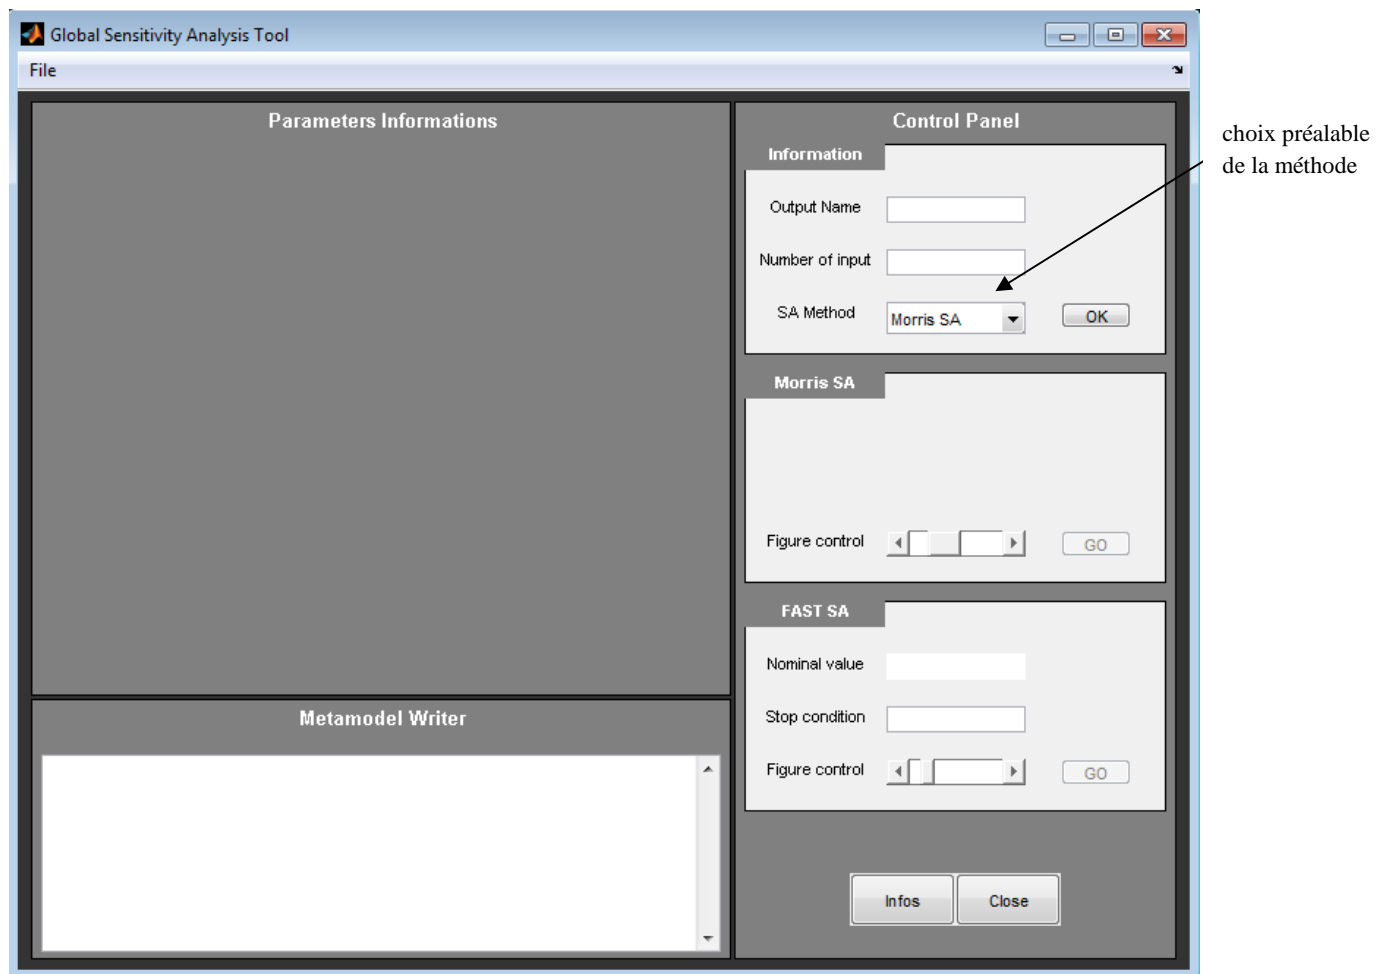 Global Sensitivity Analysis Tool
File
Parameters Informations
Metamodel Writer
Control Panel
Information
Output Name
Number of input
SA Method
Morris SA
OK
Morris SA
Figure control
GO
FAST SA
Nominal value
Stop condition
Figure control
GO
Infos
Close
choix préalable
de la méthode